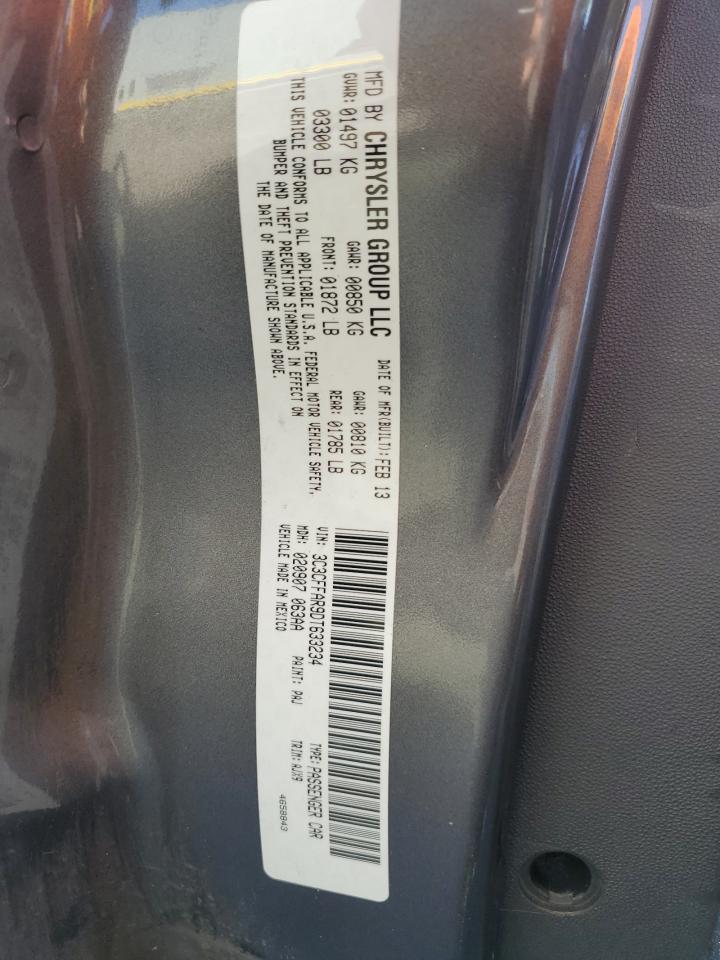 MFD BY CHRYSLER GROUP LLC
DATE OF MFR(BUILT): FEB 13
GVWR: 01497 KG
GAWR: 00850 KG
GAWR: 00810 KG
03300 LB
FRONT: 01872 LB
REAR: 01785 LB
THIS VEHICLE CONFORMS TO ALL APPLICABLE U.S.A. FEDERAL MOTOR VEHICLE SAFETY,
BUMPER AND THEFT PREVENTION STANDARDS IN EFFECT ON
THE DATE OF MANUFACTURE SHOWN ABOVE.
VIN: 3C3CFFAR9DT633234
TYPE: PASSENGER CAR
MDH: 020907 063AA
PAINT: PAJ
TRIM: AJX9
VEHICLE MADE IN MEXICO
4658843